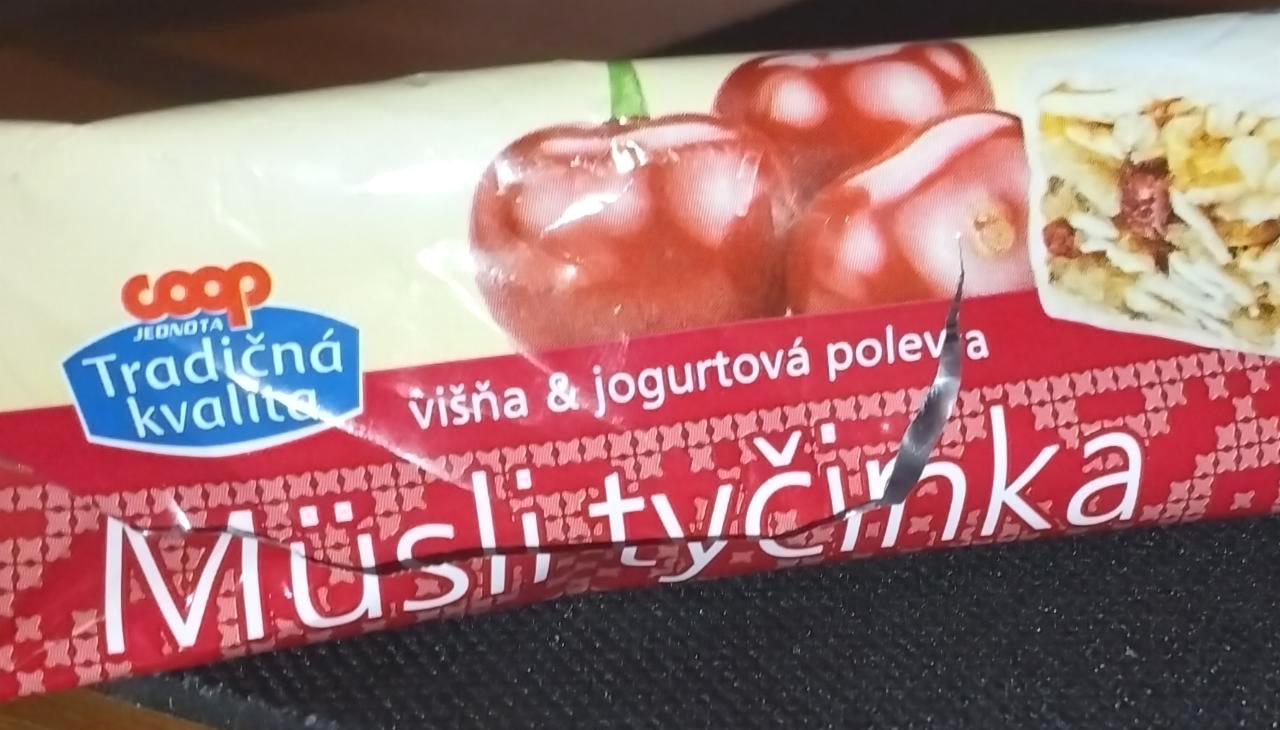 coop
JEDNOTA
Tradičná
kvalita
višňa & jogurtová poleva
Müsli tyčinka